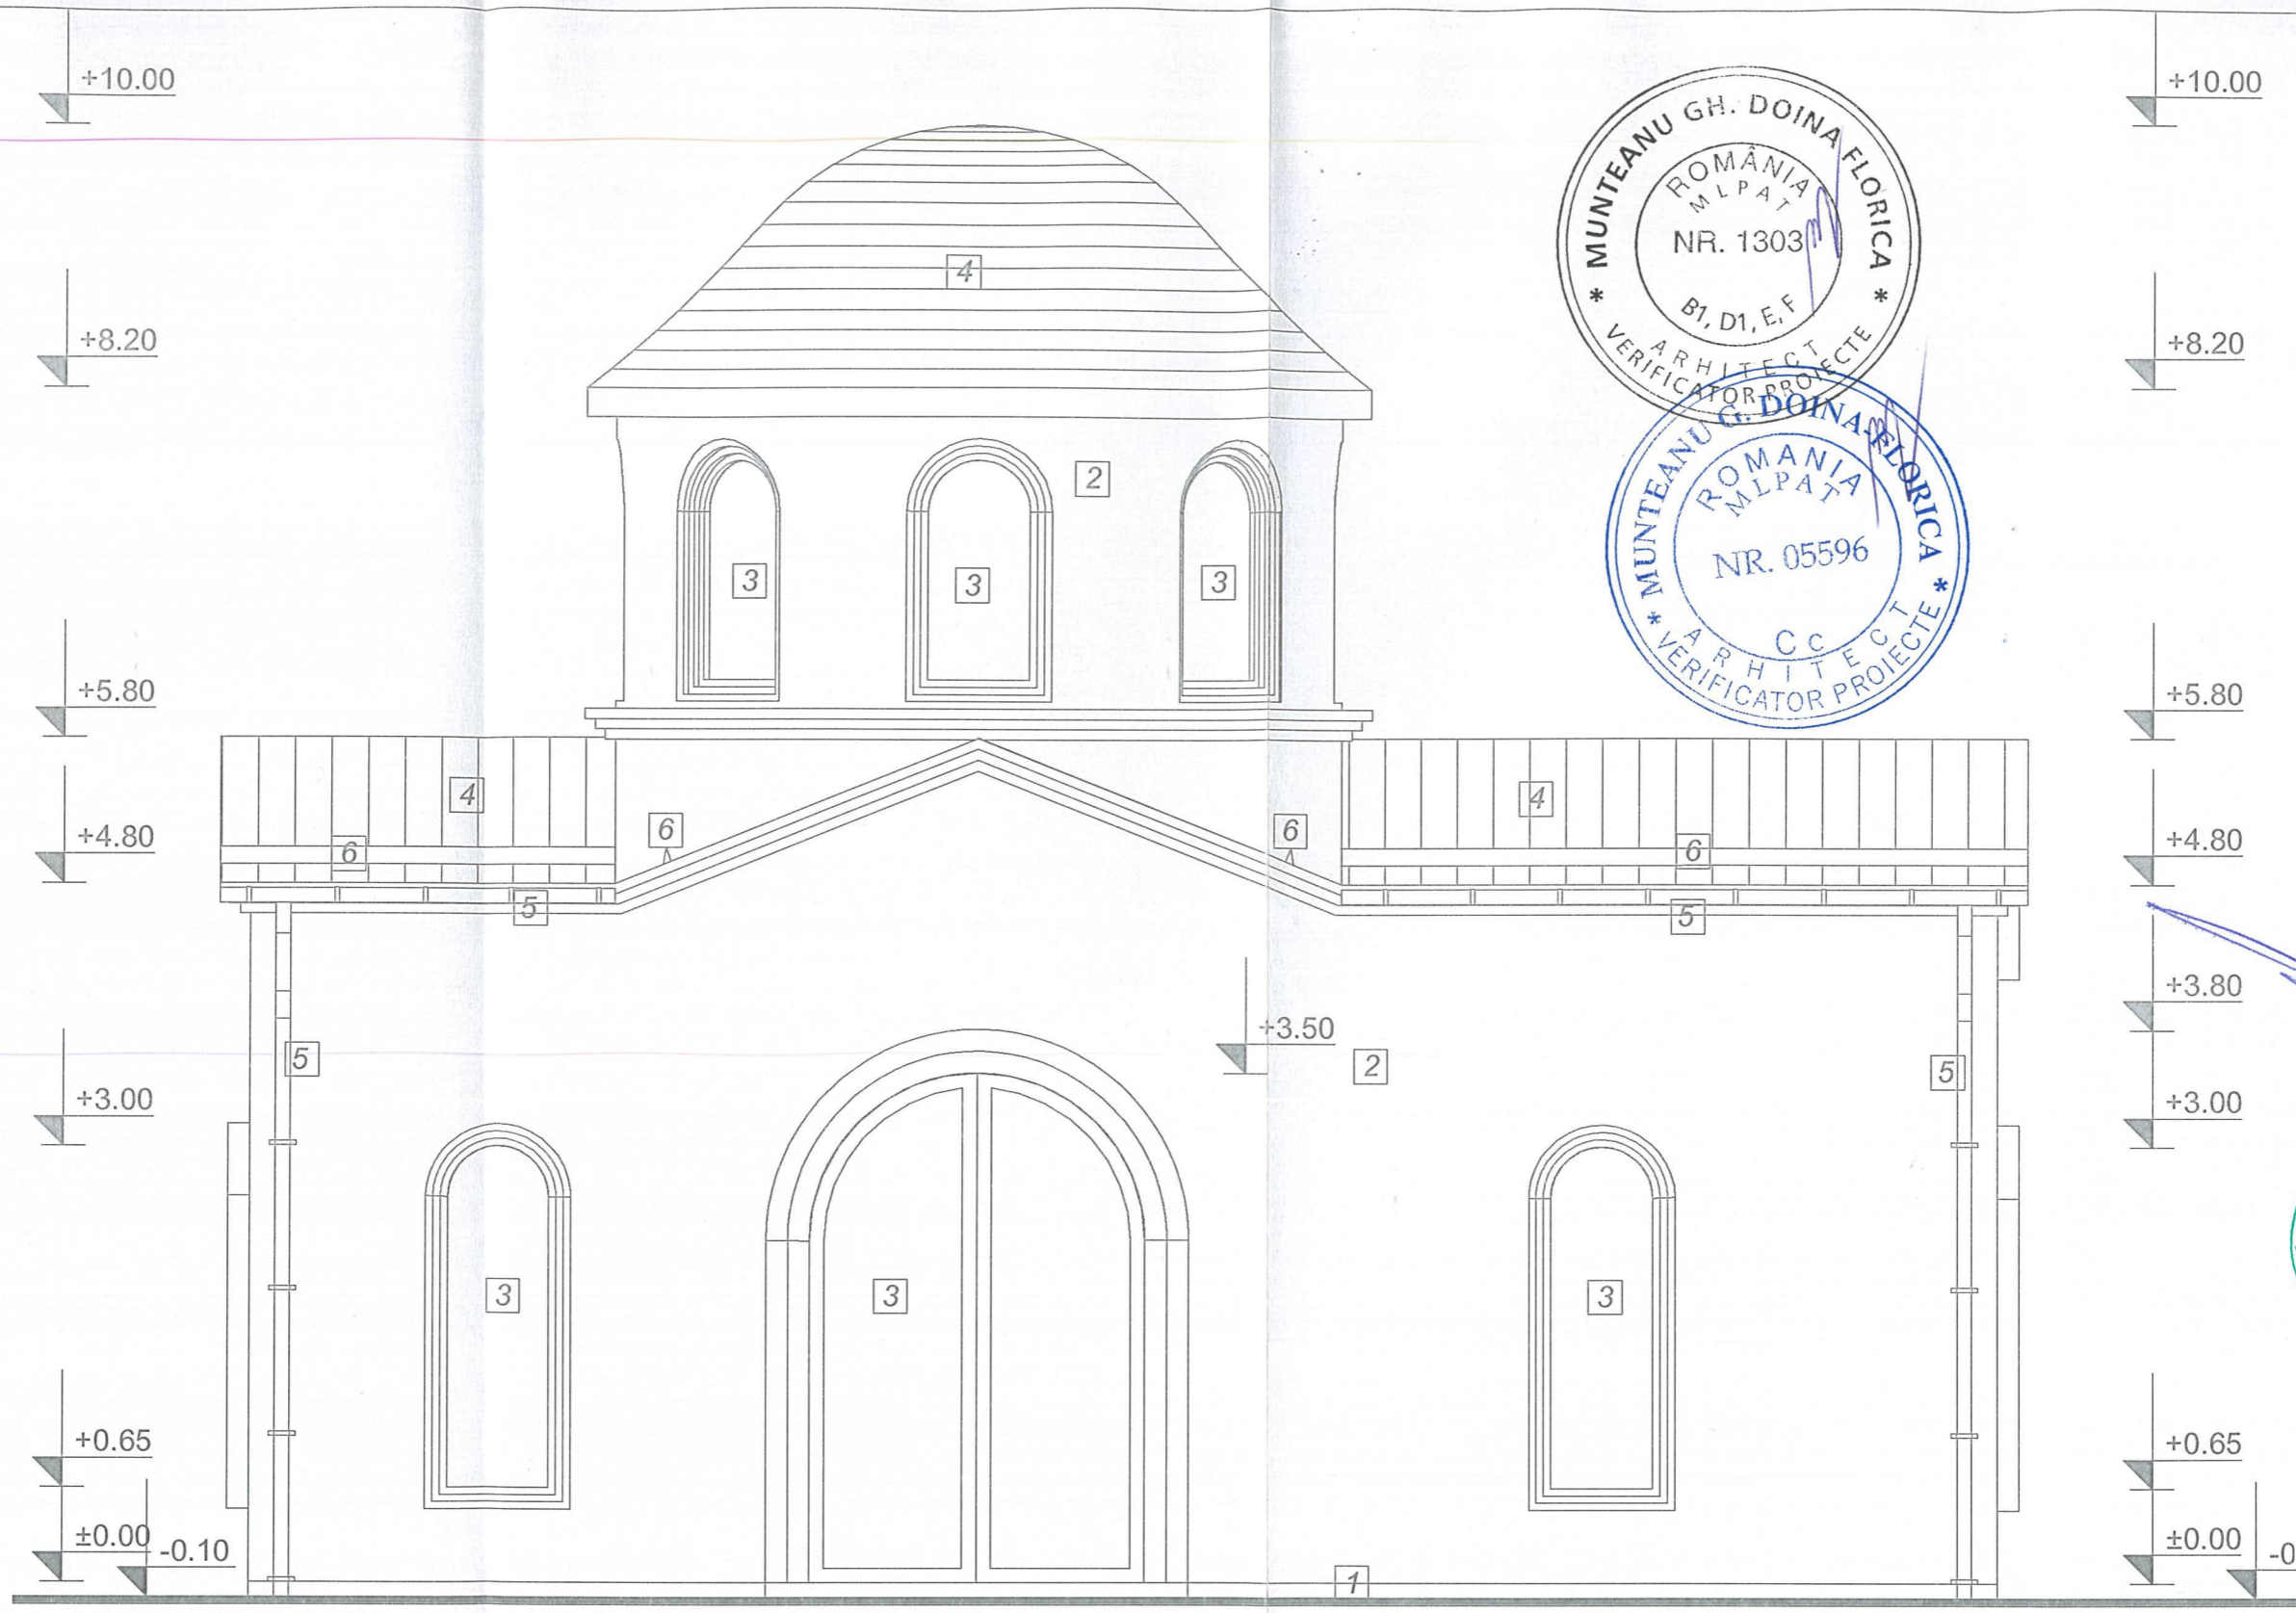 +10.00
+10.00
MUNTEANU GH. DOINA FLORICA
ROMÂNIA
MLPAT
NR. 1303
B1, D1, E, F
ARHITECT
* VERIFICATOR PROIECTE *
+8.20
+8.20
4
MUNTEANU G. DOINA-FLORICA
ROMANIA
MLPAT
NR. 05596
Cc
ARHITECT
* VERIFICATOR PROIECTE *
2
3
3
3
+5.80
+5.80
4
4
6
6
+4.80
6
6
+4.80
5
5
+3.80
+3.50
5
2
5
+3.00
+3.00
3
3
3
+0.65
+0.65
±0.00
-0.10
1
±0.00
-0